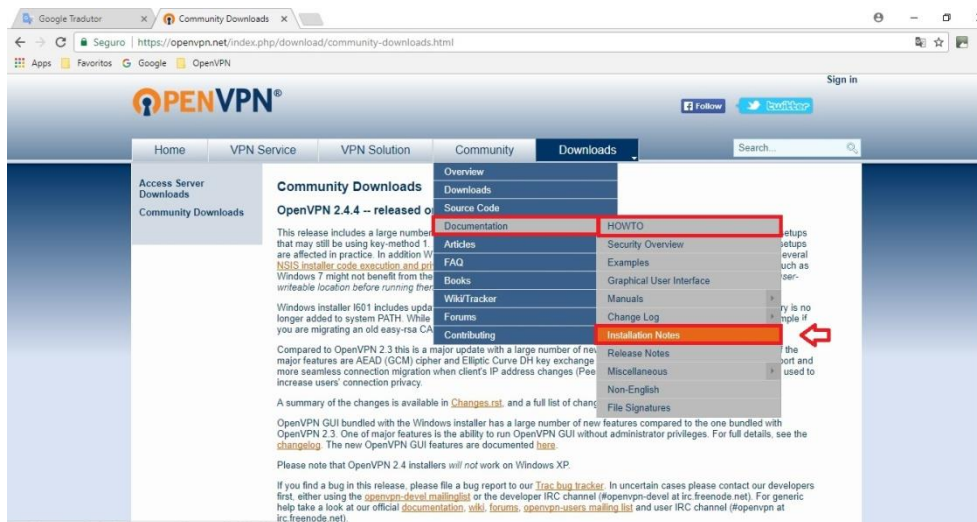 Google Tradutor
Community Downloads
Seguro
https://openvpn.net/index.php/download/community-downloads.html
Apps Favoritos Google OpenVPN
Sign in
OPENVPN®
Follow
twitter
Home VPN Service VPN Solution Community Downloads
Search...
Access Server
Downloads
Community Downloads
Overview
Downloads
Source Code
Documentation
Articles
FAQ
Books
Wiki/Tracker
Forums
Contributing
HOWTO
Security Overview
Examples
Graphical User Interface
Manuals
Change Log
Installation Notes
Release Notes
Miscellaneous
Non-English
File Signatures
Community Downloads
OpenVPN 2.4.4 -- released o
This release includes a large number etups
that may still be using key-method 1. setups
are affected in practice. In addition W everal
NSIS installer code execution and pri uch as
Windows 7 might not benefit from the user-
writeable location before running the
Windows installer I601 includes upda ry is no
longer added to system PATH. While mple if
you are migrating an old easy-rsa CA
Compared to OpenVPN 2.3 this is a major update with a large number of new the
major features are AEAD (GCM) cipher and Elliptic Curve DH key exchange ort and
more seamless connection migration when client's IP address changes (Pee used to
increase users' connection privacy.
A summary of the changes is available in Changes.rst, and a full list of chang
OpenVPN GUI bundled with the Windows installer has a large number of new features compared to the one bundled with
OpenVPN 2.3. One of major features is the ability to run OpenVPN GUI without administrator privileges. For full details, see the
changelog. The new OpenVPN GUI features are documented here.
Please note that OpenVPN 2.4 installers will not work on Windows XP.
If you find a bug in this release, please file a bug report to our Trac bug tracker. In uncertain cases please contact our developers
first, either using the openvpn-devel mailinglist or the developer IRC channel (#openvpn-devel at irc.freenode.net). For generic
help take a look at our official documentation, wiki, forums, openvpn-users mailing list and user IRC channel (#openvpn at
irc.freenode.net).